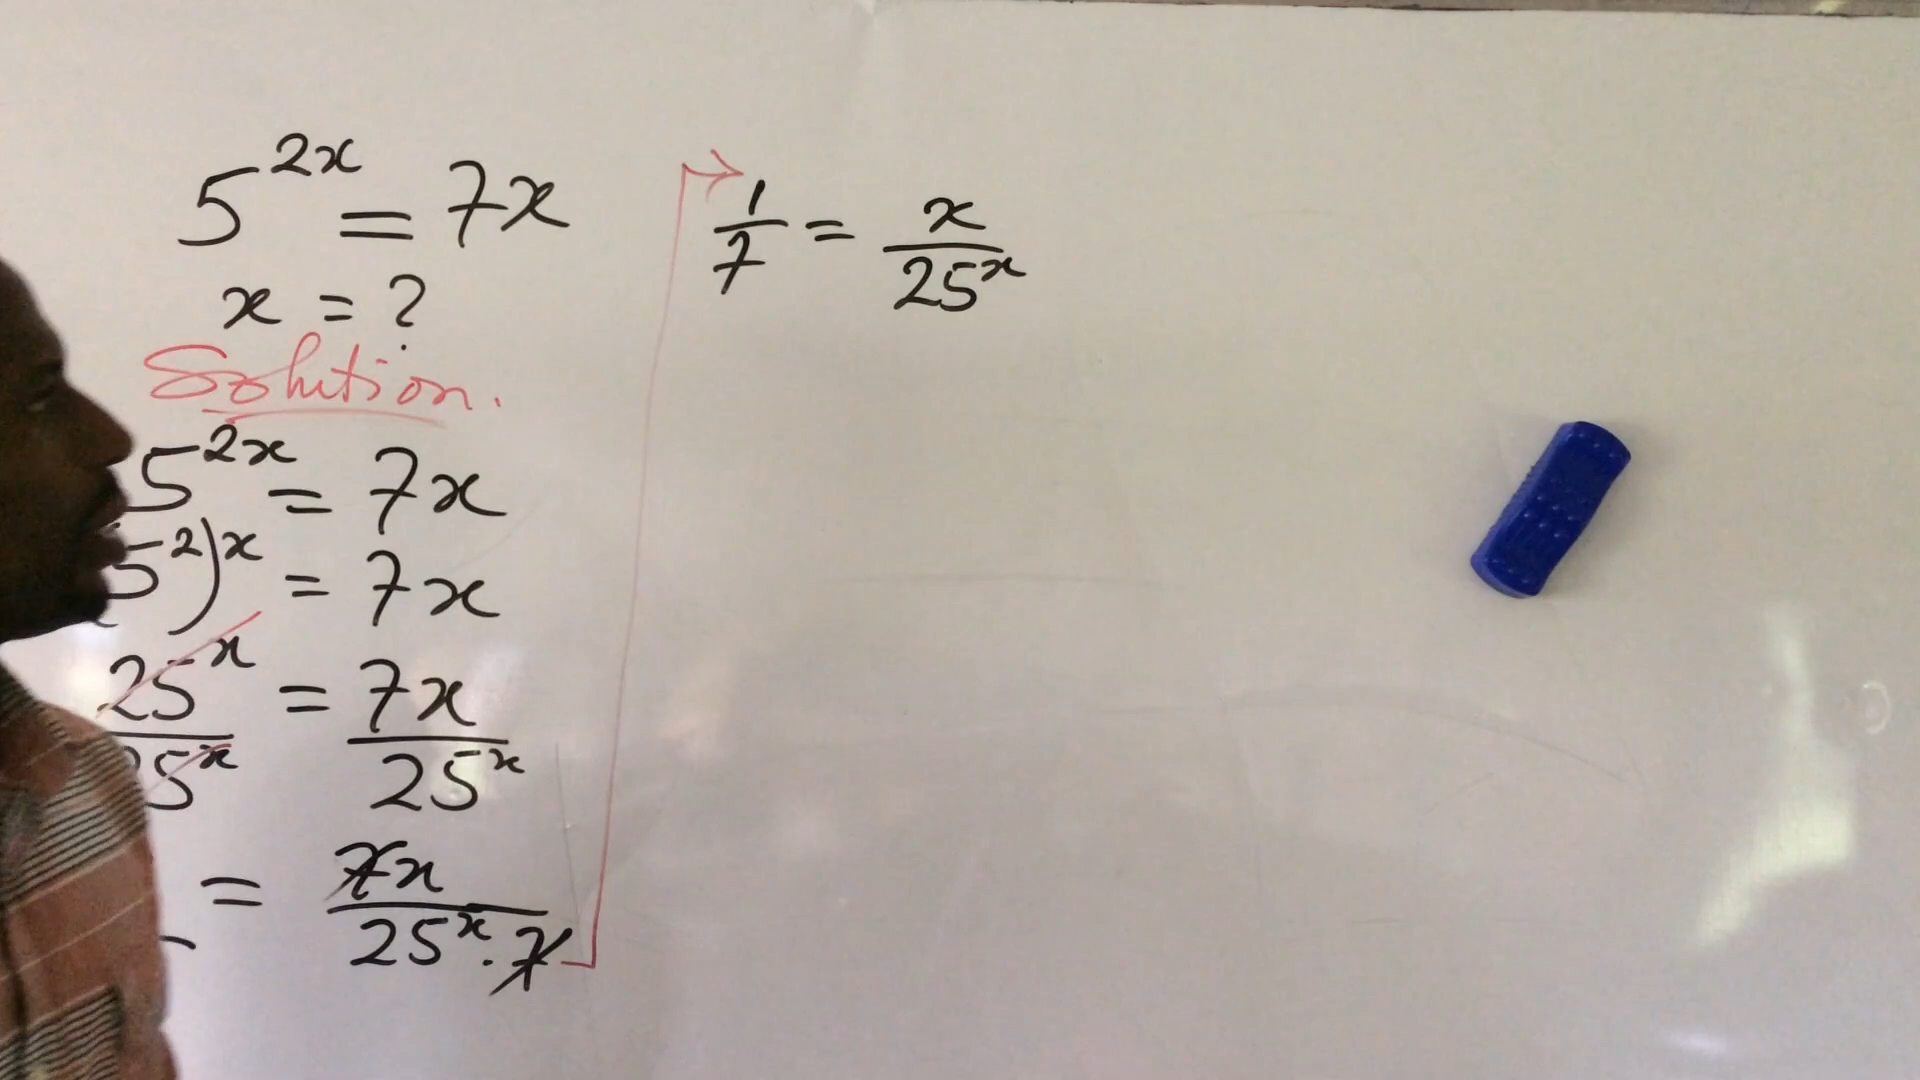 5^{2x} = 7x
x = ?
Solution.
5^{2x} = 7x
5^2)^x = 7x
25^x/5^x = 7x/25^x
= 7x/25^x . 7
1/7 = x/25^x